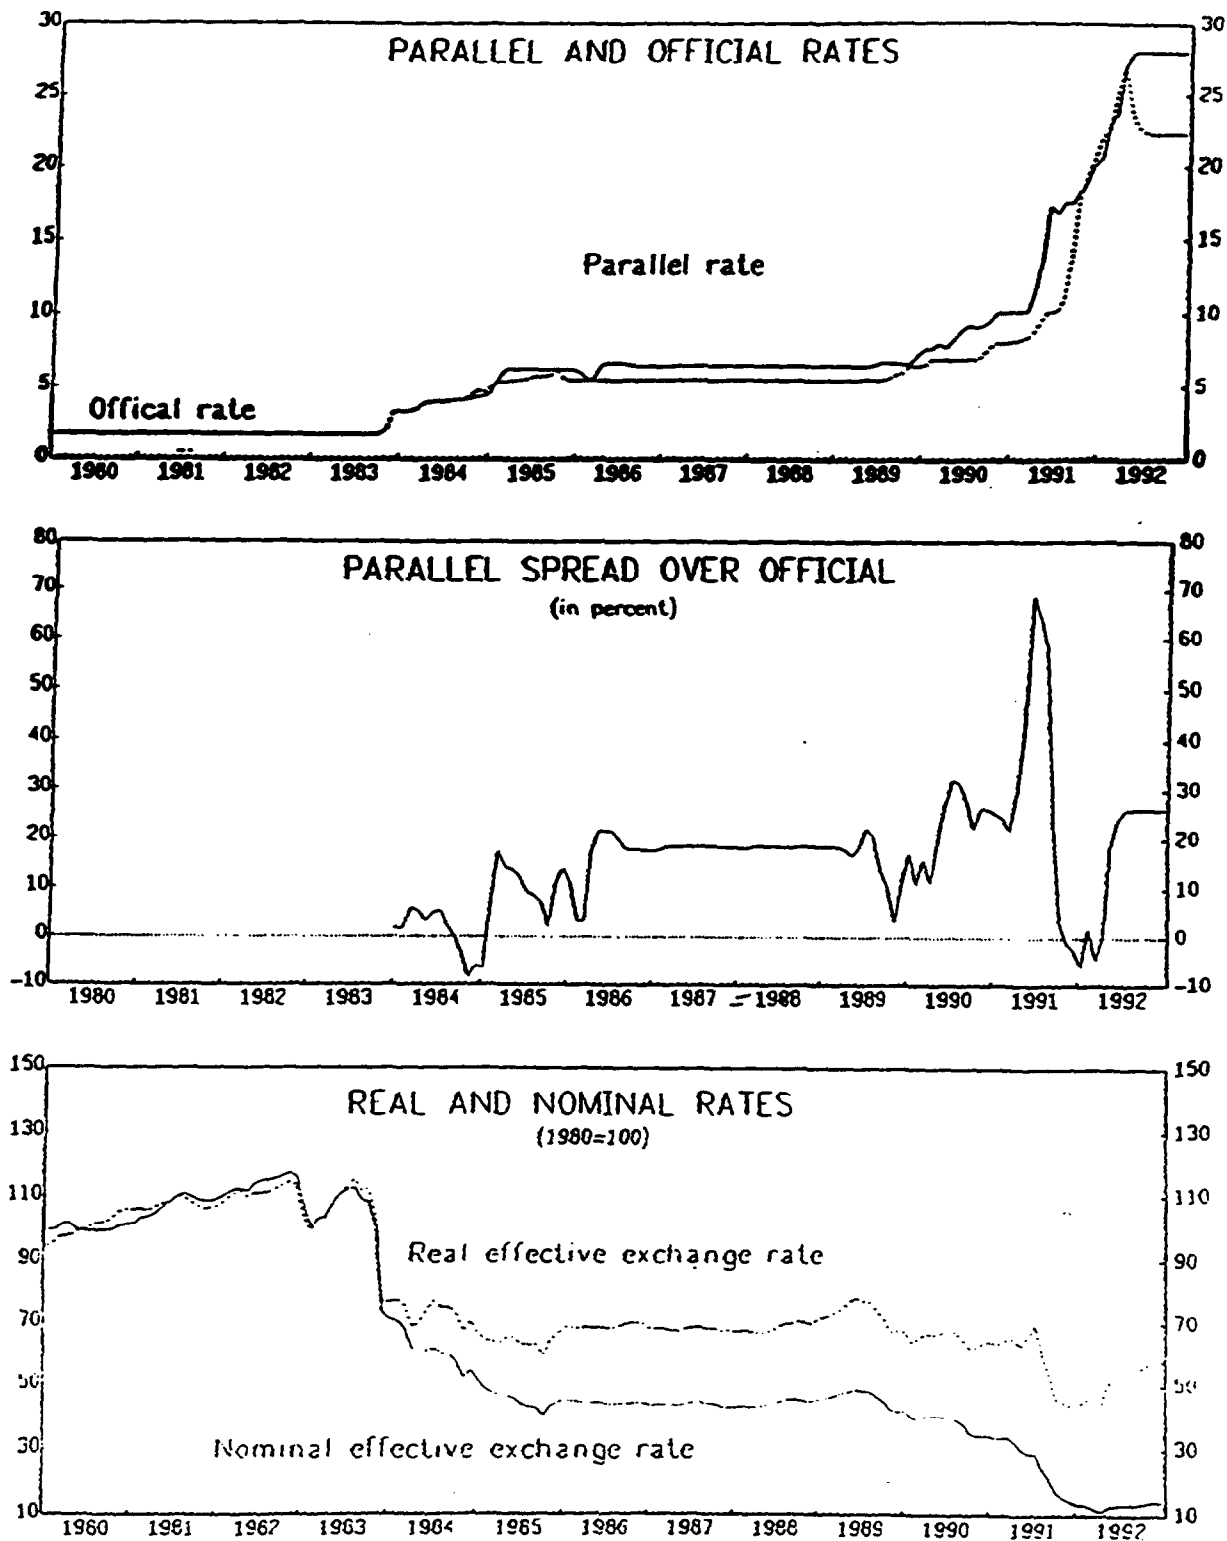 PARALLEL AND OFFICIAL RATES
30 30
25 25
20 20
15 15
10 10
5 5
0 0
Parallel rate
Offical rate
1980 1981 1982 1983 1984 1985 1986 1987 1988 1989 1990 1991 1992
PARALLEL SPREAD OVER OFFICIAL
(in percent)
80 80
70 70
60 60
50 50
40 40
30 30
20 20
10 10
0 0
-10 -10
1980 1981 1982 1983 1984 1985 1986 1987 1988 1989 1990 1991 1992
REAL AND NOMINAL RATES
(1980=100)
150 150
130 130
110 110
90 90
Real effective exchange rate
70 70
50 50
Nominal effective exchange rate
30 30
10 10
1980 1981 1982 1983 1984 1985 1986 1987 1988 1989 1990 1991 1992